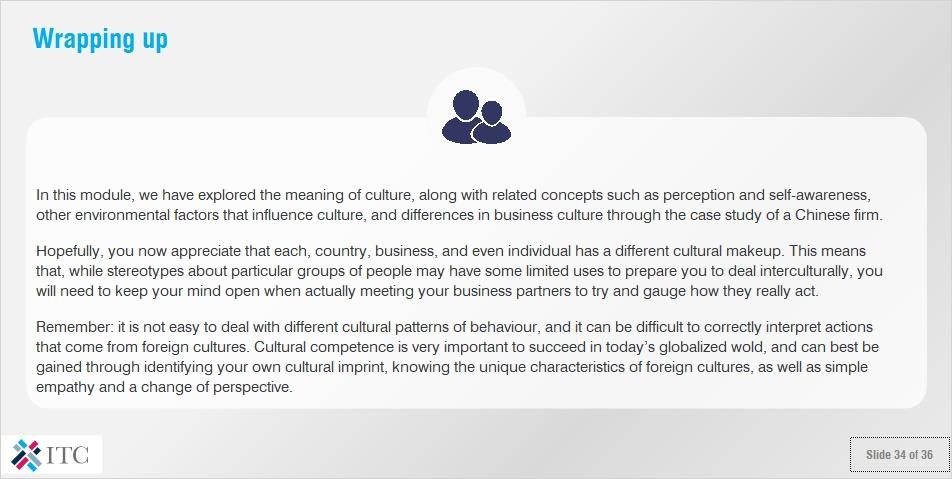 Wrapping up
In this module, we have explored the meaning of culture, along with related concepts such as perception and self-awareness,
other environmental factors that influence culture, and differences in business culture through the case study of a Chinese firm.
Hopefully, you now appreciate that each, country, business, and even individual has a different cultural makeup. This means
that, while stereotypes about particular groups of people may have some limited uses to prepare you to deal interculturally, you
will need to keep your mind open when actually meeting your business partners to try and gauge how they really act.
Remember: it is not easy to deal with different cultural patterns of behaviour, and it can be difficult to correctly interpret actions
that come from foreign cultures. Cultural competence is very important to succeed in today’s globalized wold, and can best be
gained through identifying your own cultural imprint, knowing the unique characteristics of foreign cultures, as well as simple
empathy and a change of perspective.
ITC
Slide 34 of 36